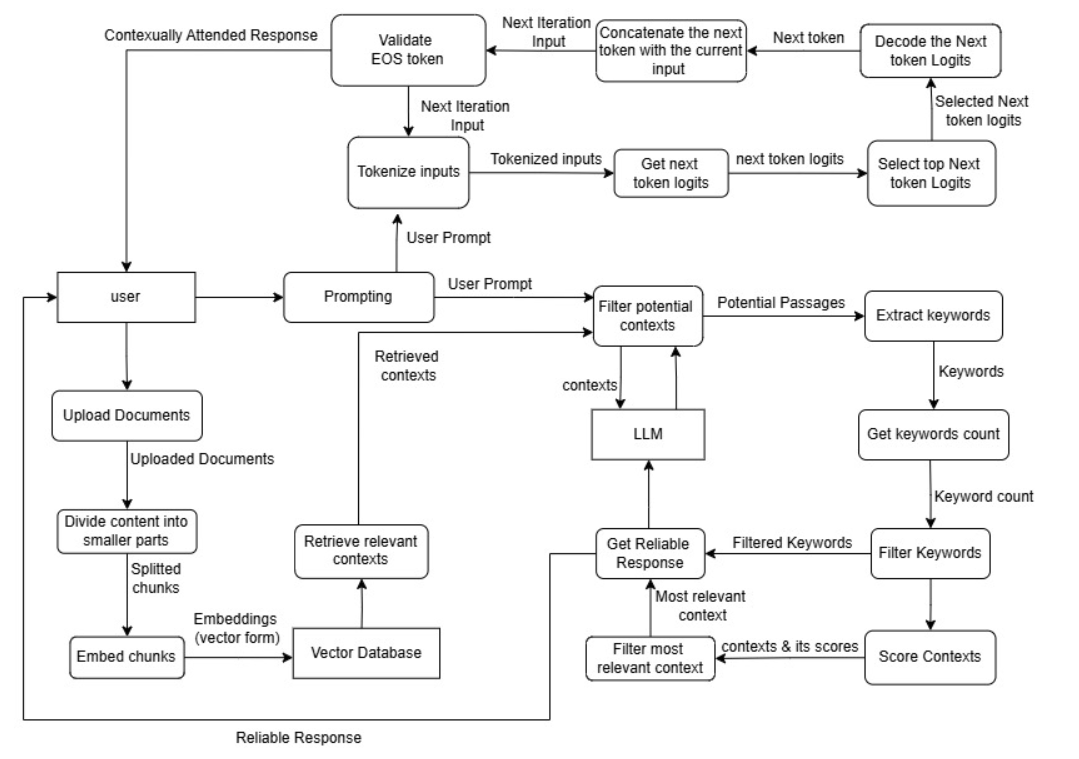 Contexually Attended Response
Validate
EOS token
Next Iteration
Input
Concatenate the next
token with the current
input
Next token
Decode the Next
token Logits
Next Iteration
Input
Selected Next
token logits
Tokenize inputs
Tokenized inputs
Get next
token logits
next token logits
Select top Next
token Logits
User Prompt
user
Prompting
User Prompt
Filter potential
contexts
Potential Passages
Extract keywords
Retrieved
contexts
contexts
Keywords
Upload Documents
LLM
Get keywords count
Uploaded Documents
Keyword count
Divide content into
smaller parts
Retrieve relevant
contexts
Get Reliable
Response
Filtered Keywords
Filter Keywords
Splitted
chunks
Most relevant
context
Embeddings
(vector form)
Embed chunks
Vector Database
Filter most
relevant context
contexts & its scores
Score Contexts
Reliable Response